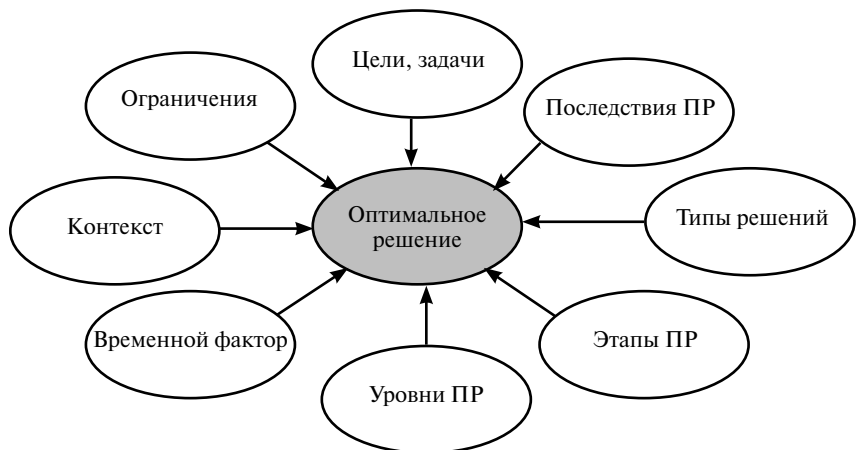 Цели, задачи
Ограничения
Последствия ПР
Контекст
Оптимальное
решение
Типы решений
Временной фактор
Этапы ПР
Уровни ПР